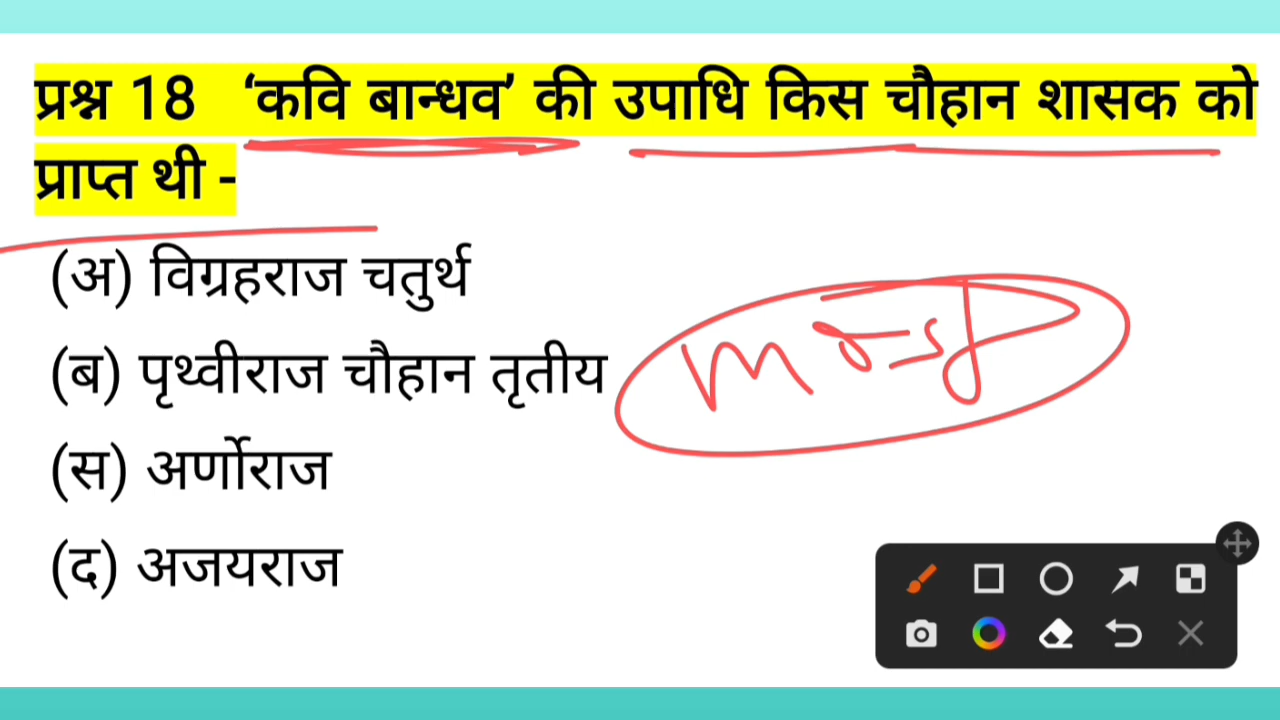 प्रश्न 18 ‘कवि बान्धव’ की उपाधि किस चौहान शासक को
प्राप्त थी -
(अ) विग्रहराज चतुर्थ
(ब) पृथ्वीराज चौहान तृतीय
(स) अर्णोराज
(द) अजयराज